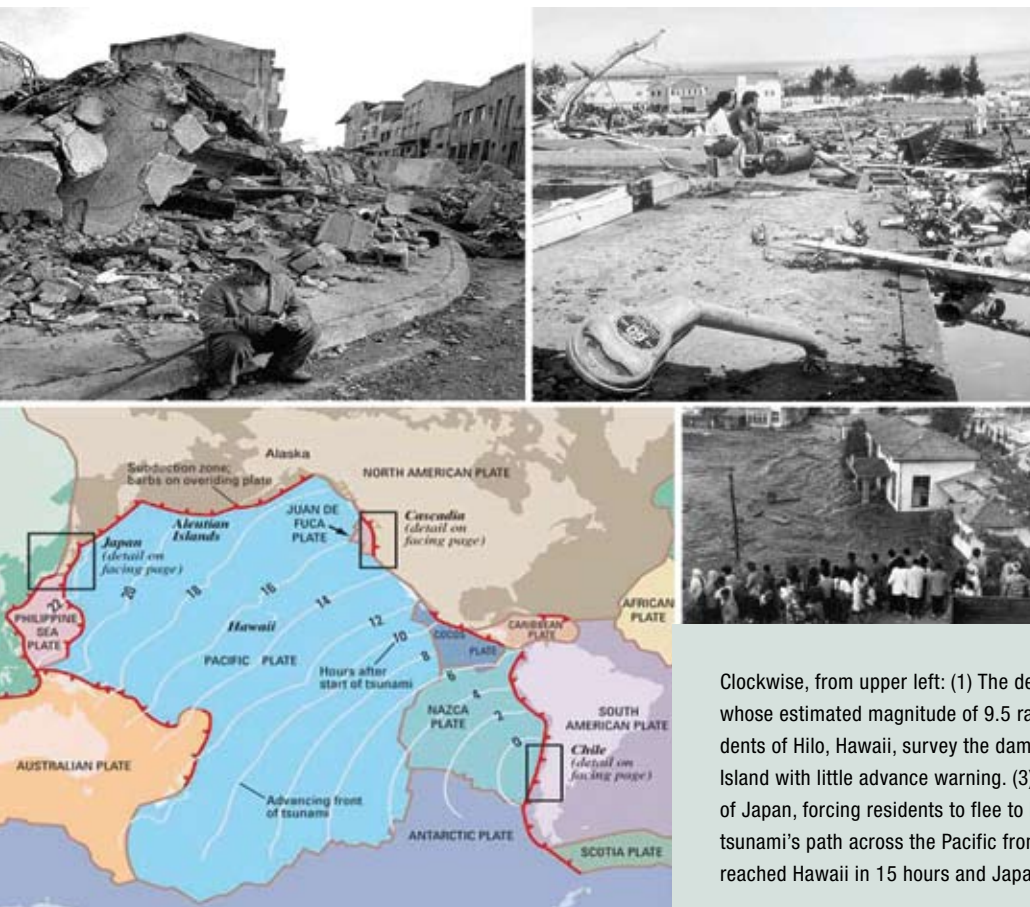 Alaska
Subduction zone;
barbs on overiding plate
NORTH AMERICAN PLATE
Aleutian
Islands
JUAN DE
FUCA
PLATE
Cascadia
(detail on
facing page)
Japan
(detail on
facing page)
22
20
18
16
14
12
10
8
6
4
2
0
PHILIPPINE
SEA
PLATE
Hawaii
PACIFIC PLATE
Hours after
start of tsunami
COCOS
PLATE
CARIBBEAN
PLATE
AFRICAN
PLATE
NAZCA
PLATE
SOUTH
AMERICAN PLATE
Chile
(detail on
facing page)
AUSTRALIAN PLATE
Advancing front
of tsunami
ANTARCTIC PLATE
SCOTIA PLATE
Clockwise, from upper left: (1) The de
whose estimated magnitude of 9.5 ra
dents of Hilo, Hawaii, survey the dam
Island with little advance warning. (3)
of Japan, forcing residents to flee to
tsunami's path across the Pacific fron
reached Hawaii in 15 hours and Japa